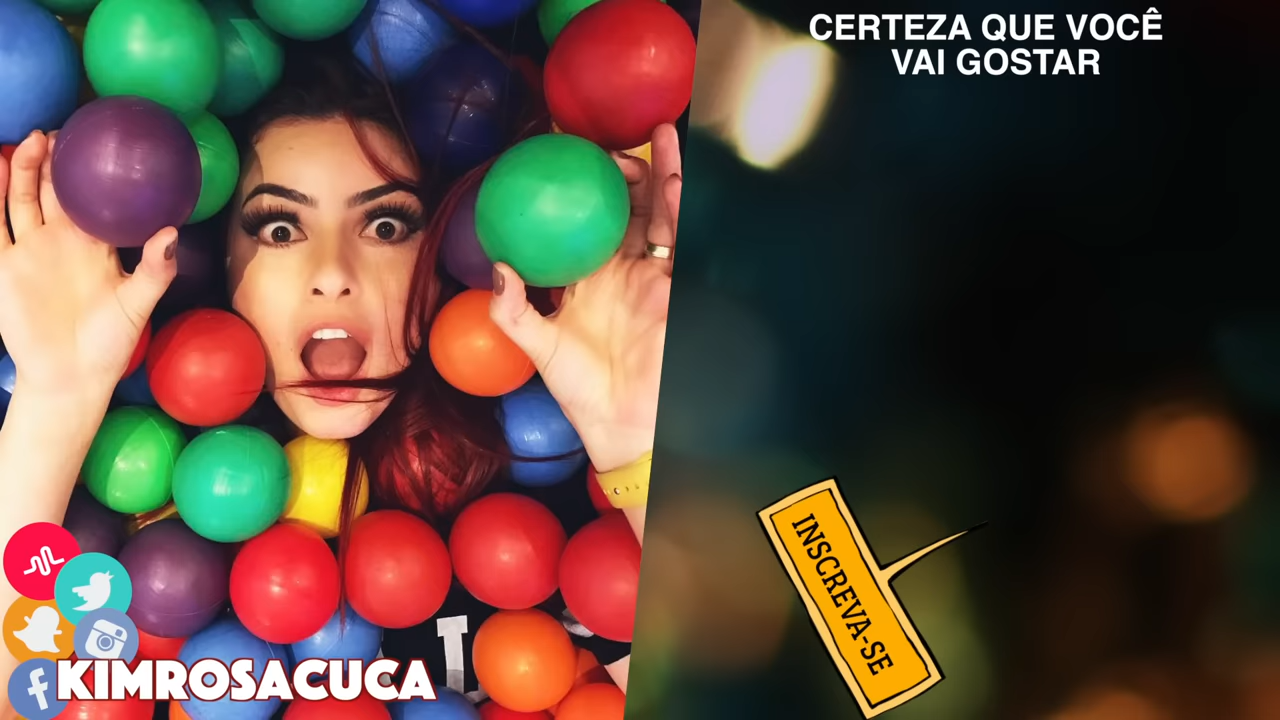 CERTEZA QUE VOCÊ
VAI GOSTAR
INSCREVA-SE
KIMROSACUCA
T